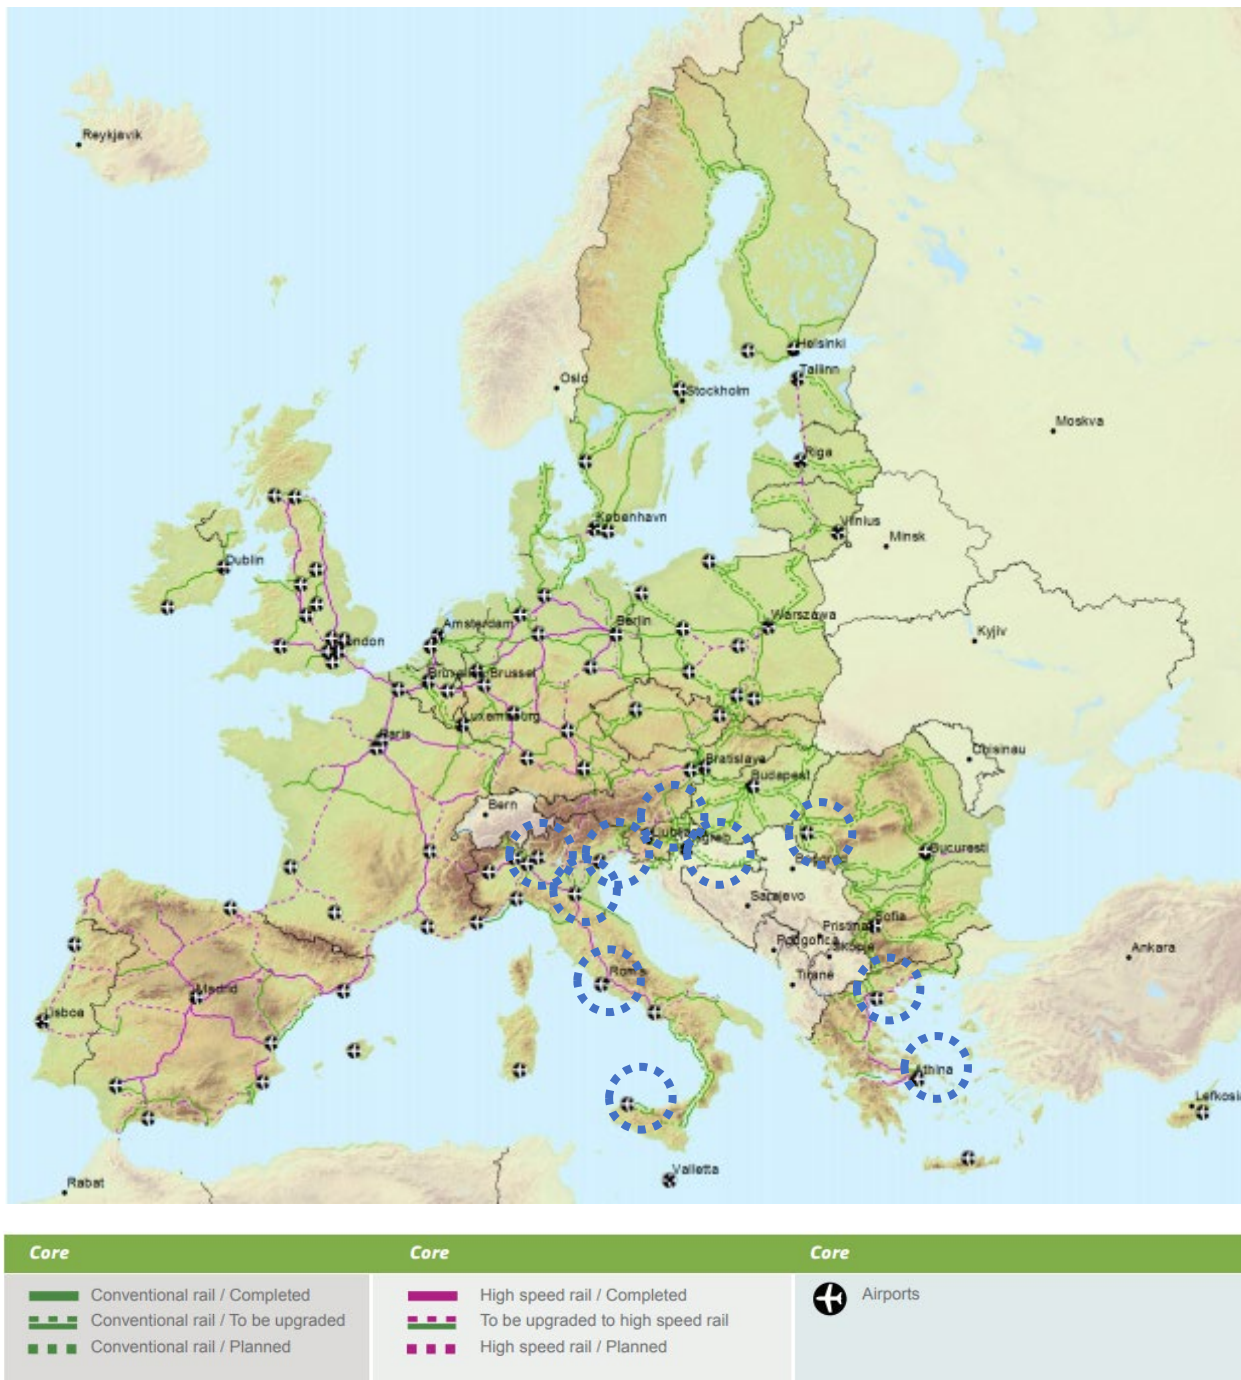 Reykjavik
Helsinki
Oslo
Tallinn
Stockholm
Moskva
Riga
København
Vilnius
Minsk
Dublin
Warszawa
Amsterdam
Berlin
Kyjiv
London
Brussel
Luxembourg
Paris
Chisinau
Bratislava
Budapest
Bern
Bucuresti
Sarajevo
Sofia
Pristina
Podgorica
Skopje
Ankara
Roma
Tirane
Madrid
Lisboa
Athina
Lefkosi
Valletta
Rabat
Core
Core
Core
Conventional rail / Completed
High speed rail / Completed
Airports
Conventional rail / To be upgraded
To be upgraded to high speed rail
Conventional rail / Planned
High speed rail / Planned